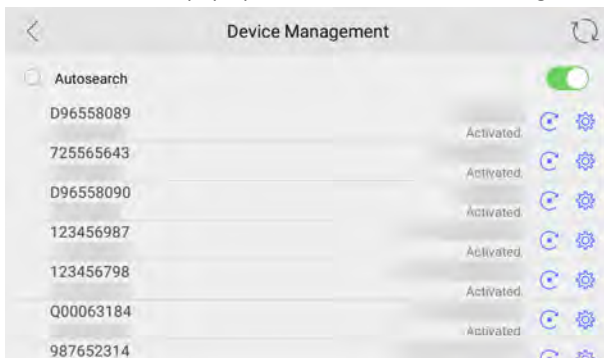 Device Management
Autosearch
D96558089
Activated
725565643
Activated
D96558090
Activated
123456987
Activated
123456798
Activated
Q00063184
Activated
987652314